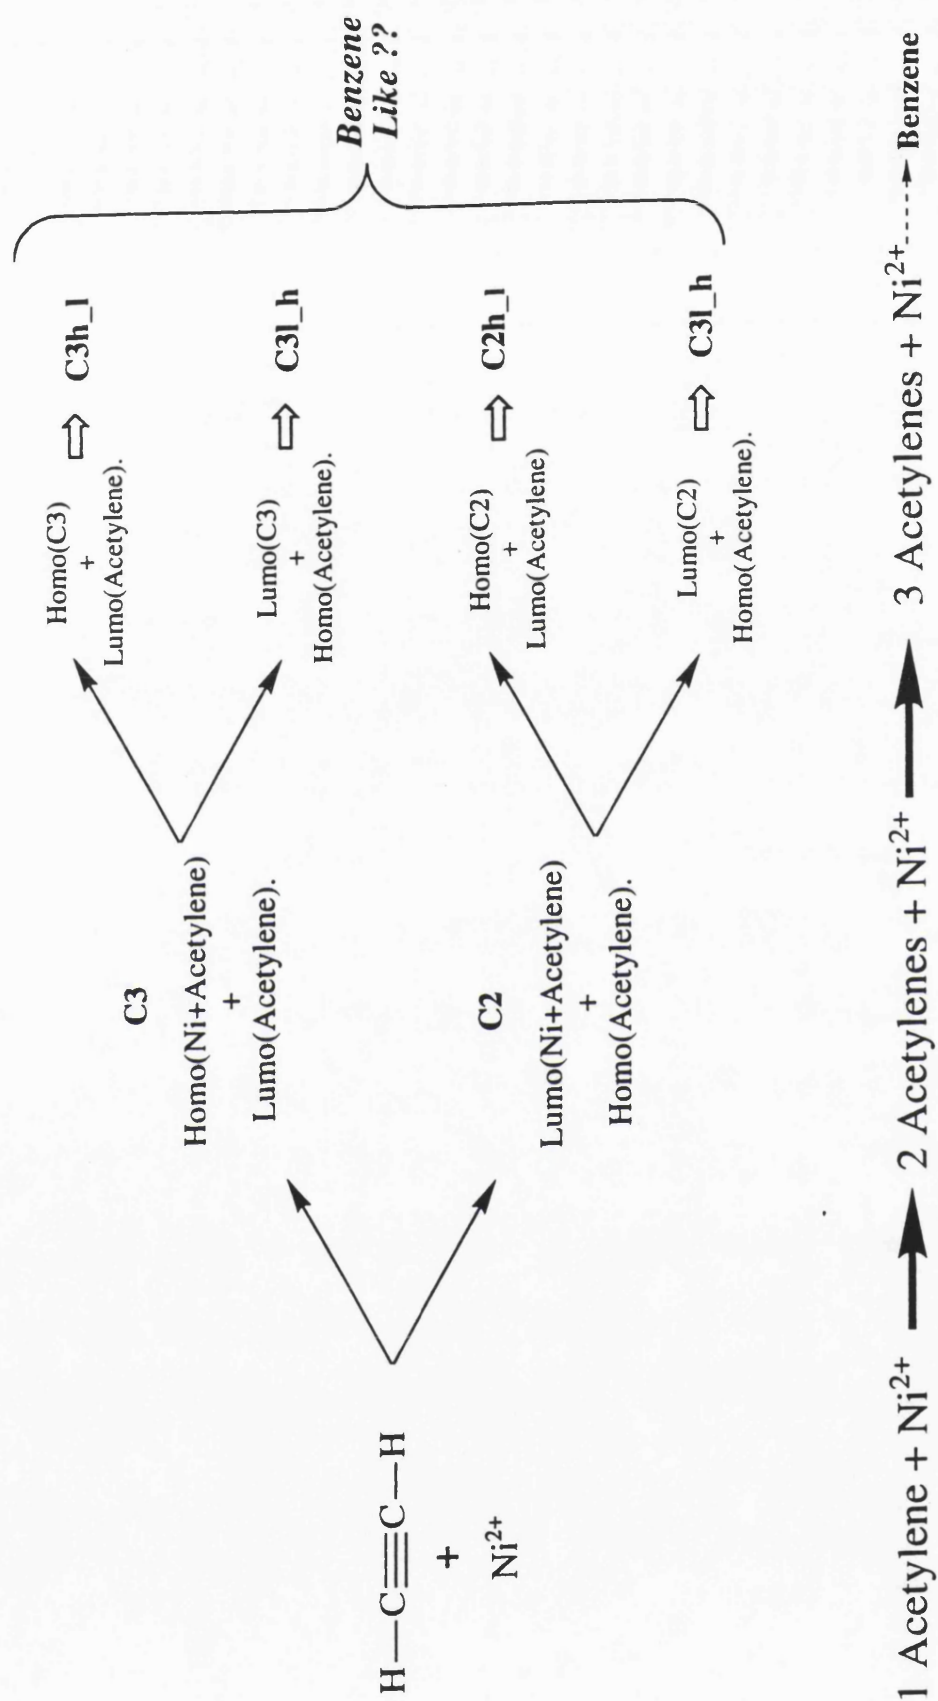 H—C≡C—H
+
Ni2+
C3
Homo(Ni+Acetylene)
+
Lumo(Acetylene).
C2
Lumo(Ni+Acetylene)
+
Homo(Acetylene).
Homo(C3)
+
Lumo(Acetylene).
C3h_l
Lumo(C3)
+
Homo(Acetylene).
C3l_h
Homo(C2)
+
Lumo(Acetylene)
C2h_l
Lumo(C2)
+
Homo(Acetylene).
C3l_h
Benzene
Like ??
1 Acetylene + Ni2+ 2 Acetylenes + Ni2+ 3 Acetylenes + Ni2+ Benzene